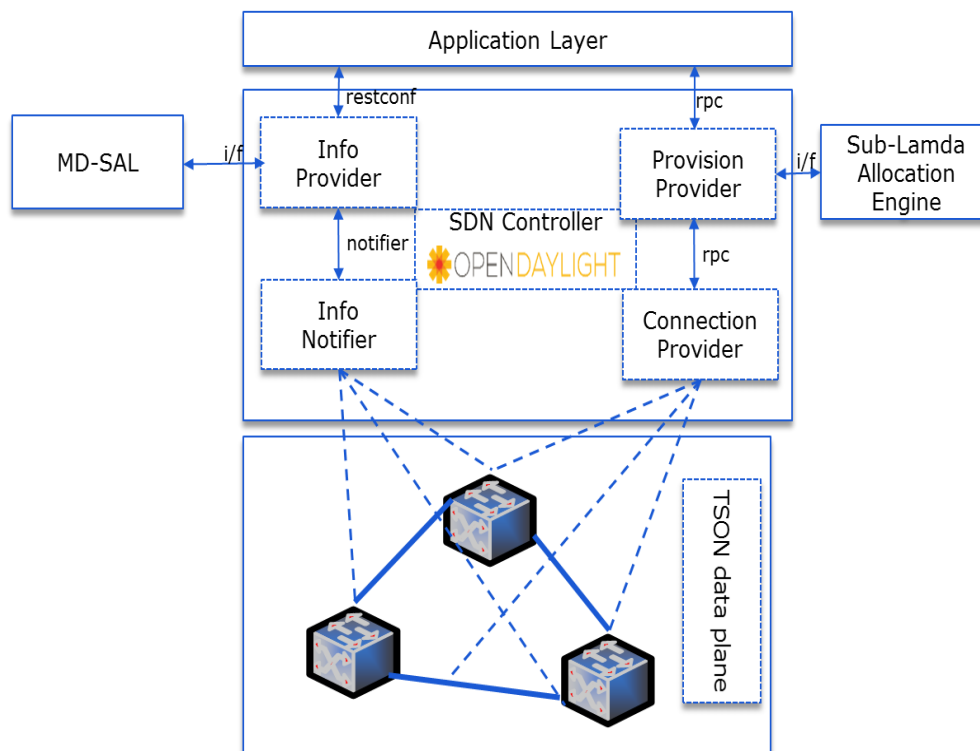 Application Layer
restconf
rpc
MD-SAL
i/f
Info
Provider
Provision
Provider
i/f
Sub-Lamda
Allocation
Engine
notifier
SDN Controller
OPENDAYLIGHT
rpc
Info
Notifier
Connection
Provider
TSON data plane